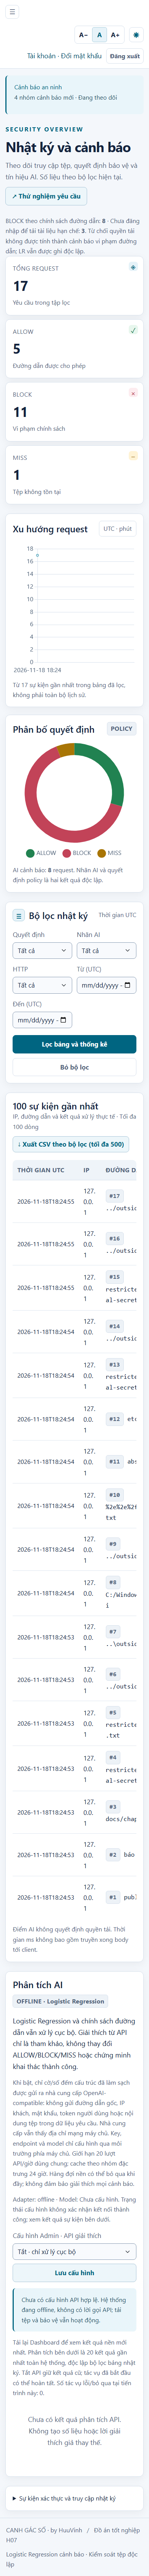 ☰
A−
A
A+
Tài khoản · Đổi mật khẩu
Đăng xuất
Cảnh báo an ninh
4 nhóm cảnh báo mới · Đang theo dõi
SECURITY OVERVIEW
Nhật ký và cảnh báo
Theo dõi truy cập tệp, quyết định bảo vệ và
hiệu AI. Số liệu theo bộ lọc hiện tại.
↗ Thử nghiệm yêu cầu
BLOCK theo chính sách đường dẫn: 8 · Chưa đăng
nhập để tải tài liệu hạn chế: 3. Từ chối quyền tải
không được tính thành cảnh báo vi phạm đường
dẫn; LR vẫn được ghi độc lập.
TỔNG REQUEST
17
Yêu cầu trong tập lọc
ALLOW
✓
5
Đường dẫn được cho phép
BLOCK
×
11
Vi phạm chính sách
MISS
–
1
Tệp không tồn tại
Xu hướng request
UTC · phút
18
16
14
12
10
8
6
4
2
0
2026-11-18 18:24
Từ 17 sự kiện gần nhất trong bảng đã lọc,
không phải toàn bộ lịch sử.
Phân bố quyết định
POLICY
ALLOW
BLOCK
MISS
AI cảnh báo: 8 request. Nhãn AI và quyết
định policy là hai kết quả độc lập.
☰
Bộ lọc nhật ký
Thời gian UTC
Quyết định
Nhãn AI
Tất cả
Tất cả
HTTP
Từ (UTC)
Tất cả
mm/dd/yyyy -
Đến (UTC)
mm/dd/yyyy -
Lọc bảng và thống kê
Bỏ bộ lọc
100 sự kiện gần nhất
IP, đường dẫn và kết quả xử lý thực tế · Tối đa
100 dòng
↓ Xuất CSV theo bộ lọc (tối đa 500)
THỜI GIAN UTC
IP
ĐƯỜNG D
2026-11-18T18:24:55
127.0.0.1
#17
../outsid
2026-11-18T18:24:55
127.0.0.1
#16
../outsid
2026-11-18T18:24:55
127.0.0.1
#15
restricte
al-secret
2026-11-18T18:24:54
127.0.0.1
#14
../outsid
2026-11-18T18:24:54
127.0.0.1
#13
restricte
al-secret
2026-11-18T18:24:54
127.0.0.1
#12
etc
2026-11-18T18:24:54
127.0.0.1
#11
abs
2026-11-18T18:24:54
127.0.0.1
#10
%2e%2e%2f
txt
2026-11-18T18:24:54
127.0.0.1
#9
../outsid
2026-11-18T18:24:54
127.0.0.1
#8
C:/Window
i
2026-11-18T18:24:53
127.0.0.1
#7
..\outsid
2026-11-18T18:24:53
127.0.0.1
#6
../outsid
2026-11-18T18:24:53
127.0.0.1
#5
restricte
.txt
2026-11-18T18:24:53
127.0.0.1
#4
restricte
al-secret
2026-11-18T18:24:53
127.0.0.1
#3
docs/chap
2026-11-18T18:24:53
127.0.0.1
#2
báo
2026-11-18T18:24:53
127.0.0.1
#1
publ
Điểm AI không quyết định quyền tải. Thời
gian ms không bao gồm truyền xong body
tới client.
Phân tích AI
OFFLINE · Logistic Regression
Logistic Regression và chính sách đường
dẫn vẫn xử lý cục bộ. Giải thích từ API
chỉ là tham khảo, không thay đổi
ALLOW/BLOCK/MISS hoặc chứng minh
khai thác thành công.
Khi bật, chỉ cờ/số đếm cấu trúc đã làm sạch
được gửi ra nhà cung cấp OpenAI-
compatible: không gửi đường dẫn gốc, IP
khách, mật khẩu, token người dùng hoặc nội
dung tệp trong dữ liệu yêu cầu. Nhà cung
cấp vẫn thấy địa chỉ mạng máy chủ. Key,
endpoint và model chỉ cấu hình qua môi
trường phía máy chủ. Giới hạn 20 lượt
API/giờ dùng chung; cache theo nhóm đặc
trưng 24 giờ. Hàng đợi nền có thể bỏ qua khi
đầy; không đảm bảo giải thích mọi cảnh báo.
Adapter: offline · Model: Chưa cấu hình. Trạng
thái cấu hình không xác nhận kết nối thành
công; xem kết quả sự kiện bên dưới.
Cấu hình Admin · API giải thích
Tắt · chỉ xử lý cục bộ
Lưu cấu hình
Chưa có cấu hình API hợp lệ. Hệ thống
đang offline, không có lời gọi API; tải
tệp và bảo vệ vẫn hoạt động.
Tải lại Dashboard để xem kết quả nền mới
nhất. Phân tích bên dưới là 20 kết quả gần
nhất toàn hệ thống, độc lập bộ lọc bảng nhật
ký. Tắt API giữ kết quả cũ; tác vụ đã bắt đầu
có thể hoàn tất. Số tác vụ lỗi/bỏ qua tại tiến
trình này: 0.
Chưa có kết quả phân tích API.
Không tạo số liệu hoặc lời giải
thích giả thay thế.
▸ Sự kiện xác thực và truy cập nhật ký
CANH GÁC SỐ · by HuuVinh / Đồ án tốt nghiệp
H07
Logistic Regression cảnh báo · Kiểm soát tệp độc
lập